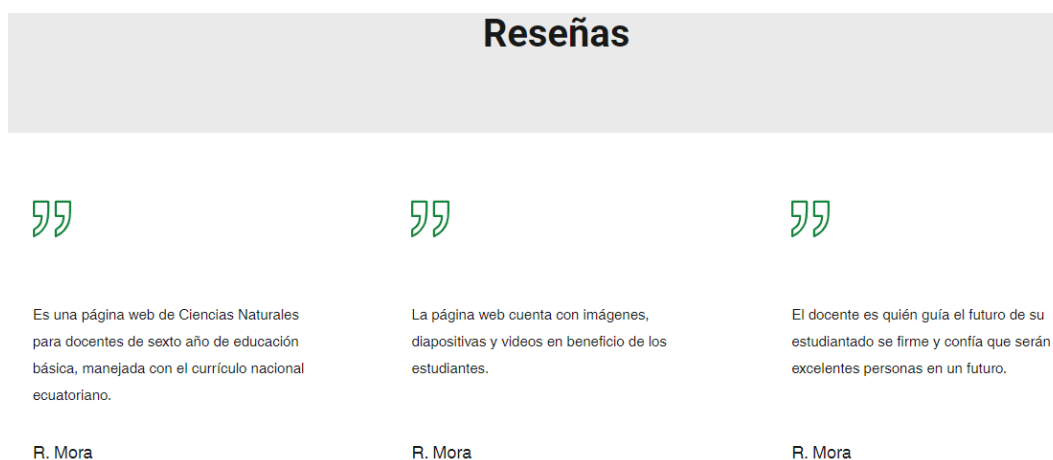 Reseñas
Es una página web de Ciencias Naturales
para docentes de sexto año de educación
básica, manejada con el currículo nacional
ecuatoriano.
R. Mora
La página web cuenta con imágenes,
diapositivas y videos en beneficio de los
estudiantes.
R. Mora
El docente es quién guía el futuro de su
estudiantado se firme y confía que serán
excelentes personas en un futuro.
R. Mora